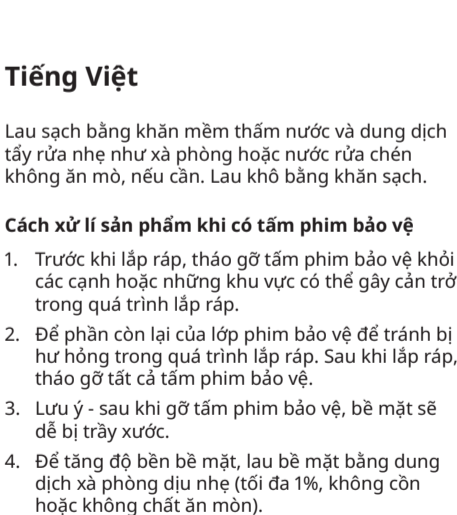 Tiếng Việt
Lau sạch bằng khăn mềm thấm nước và dung dịch
tẩy rửa nhẹ như xà phòng hoặc nước rửa chén
không ăn mò, nếu cần. Lau khô bằng khăn sạch.
Cách xử lí sản phẩm khi có tấm phim bảo vệ
1. Trước khi lắp ráp, tháo gỡ tấm phim bảo vệ khỏi
các cạnh hoặc những khu vực có thể gây cản trở
trong quá trình lắp ráp.
2. Để phần còn lại của lớp phim bảo vệ để tránh bị
hư hỏng trong quá trình lắp ráp. Sau khi lắp ráp,
tháo gỡ tất cả tấm phim bảo vệ.
3. Lưu ý - sau khi gỡ tấm phim bảo vệ, bề mặt sẽ
dễ bị trầy xước.
4. Để tăng độ bền bề mặt, lau bề mặt bằng dung
dịch xà phòng dịu nhẹ (tối đa 1%, không cồn
hoặc không chất ăn mòn).